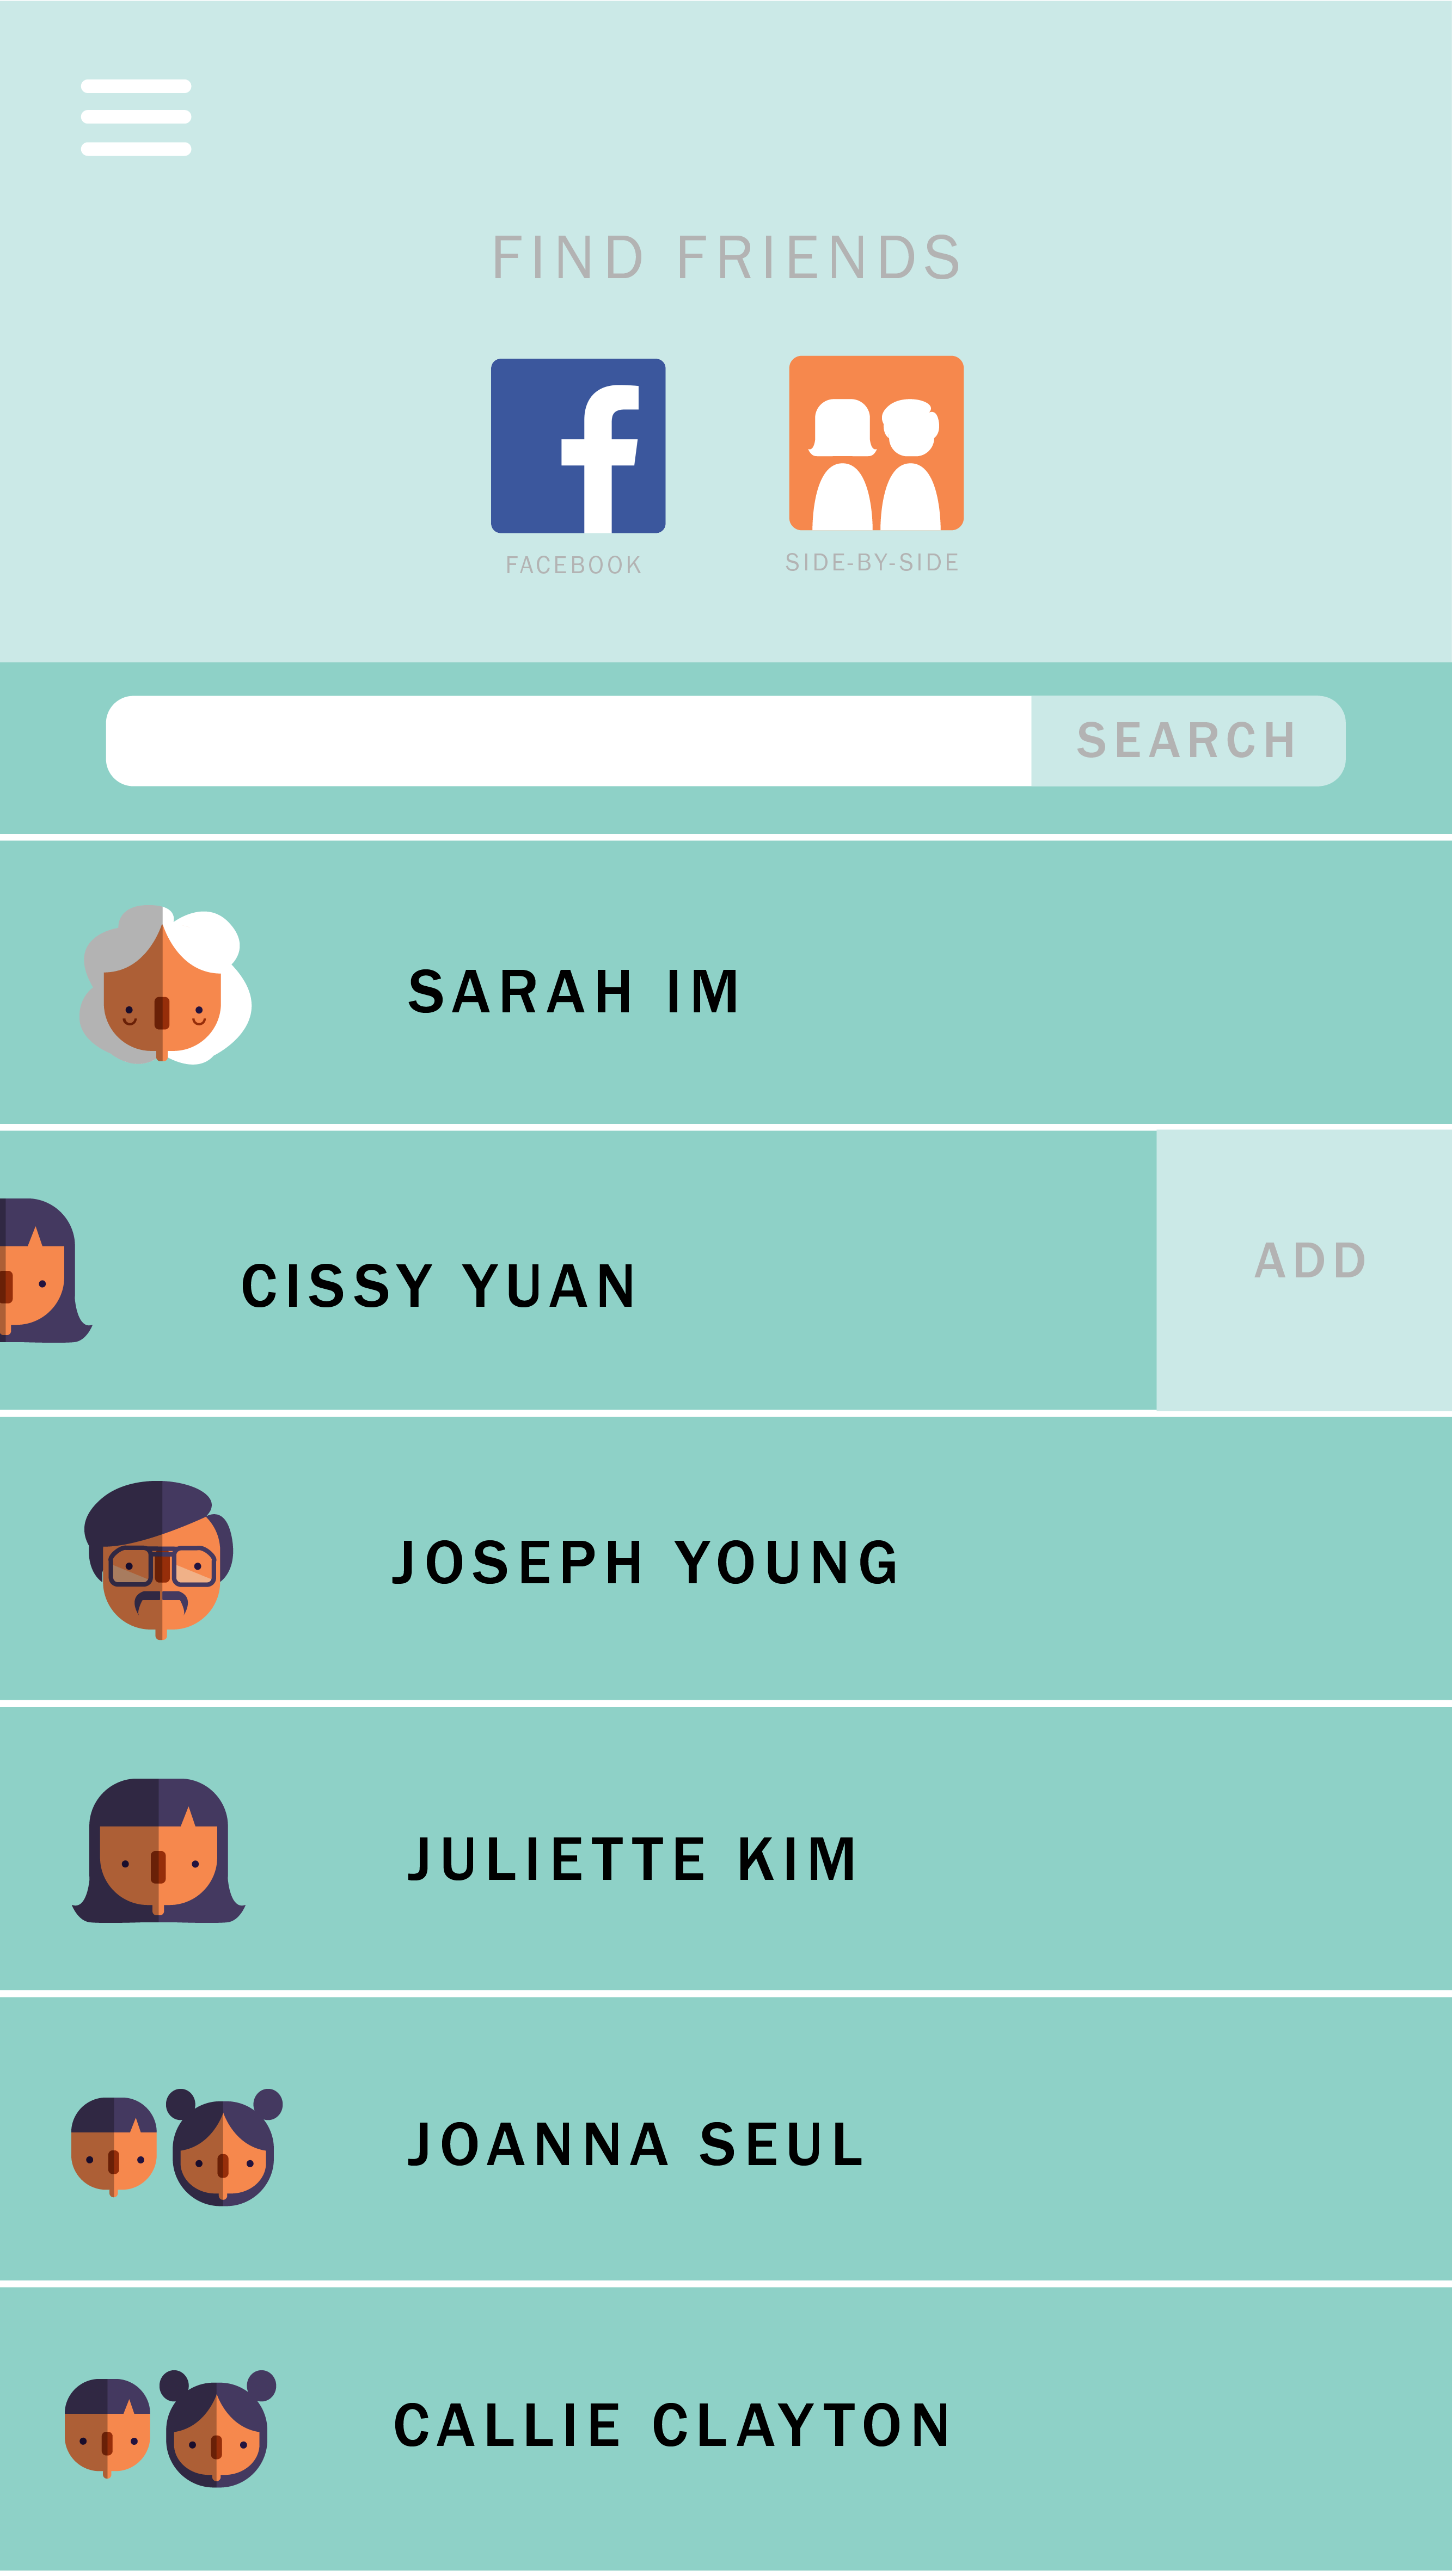 FIND FRIENDS
FACEBOOK
SIDE-BY-SIDE
SEARCH
SARAH IM
CISSY YUAN
ADD
JOSEPH YOUNG
JULIETTE KIM
JOANNA SEUL
CALLIE CLAYTON